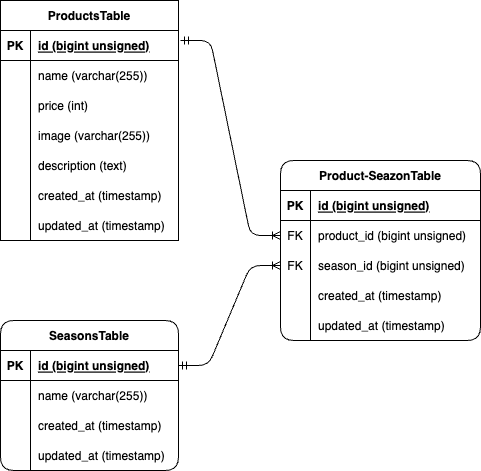 ProductsTable
PK id (bigint unsigned)
name (varchar(255))
price (int)
image (varchar(255))
description (text)
created_at (timestamp)
updated_at (timestamp)
Product-SeazonTable
PK id (bigint unsigned)
FK product_id (bigint unsigned)
FK season_id (bigint unsigned)
created_at (timestamp)
updated_at (timestamp)
SeasonsTable
PK id (bigint unsigned)
name (varchar(255))
created_at (timestamp)
updated_at (timestamp)